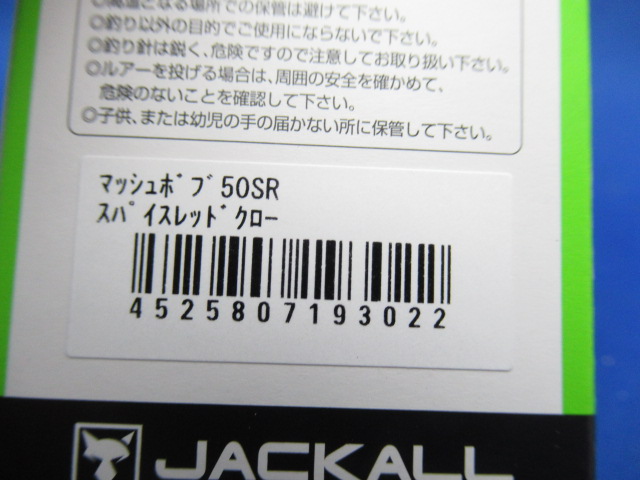 ◎高温となる場所での保管は避けて下さい。
◎釣り以外の目的でご使用にならないで下さい。
◎釣り針は鋭く、危険ですので注意してお取り扱い下さい。
◎ルアーを投げる場合は、周囲の安全を確かめて、
危険のないことを確認して下さい。
◎子供、または幼児の手の届かない所に保管して下さい。
ﾏｯｼｭﾎﾞﾌﾞ50SR
ｽﾊﾟｲｽﾚｯﾄﾞｸﾛｰ
4525807193022
JACKALL